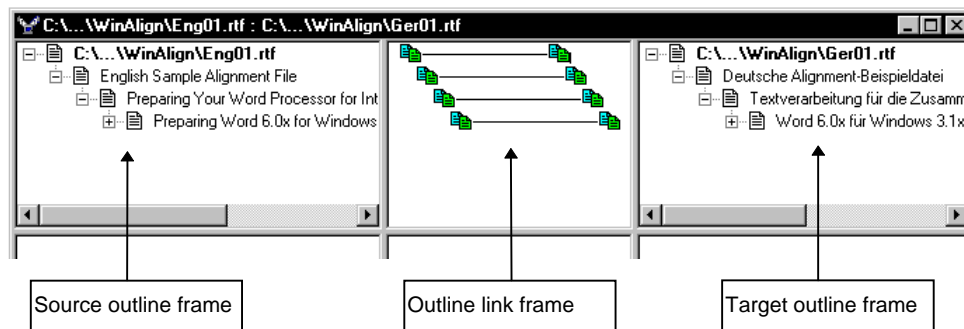 C:\...\WinAlign\Eng01.rtf : C:\...\WinAlign\Ger01.rtf
C:\...\WinAlign\Eng01.rtf
English Sample Alignment File
Preparing Your Word Processor for Int
Preparing Word 6.0x for Windows
C:\...\WinAlign\Ger01.rtf
Deutsche Alignment-Beispieldatei
Textverarbeitung für die Zusamm
Word 6.0x für Windows 3.1x
Source outline frame
Outline link frame
Target outline frame